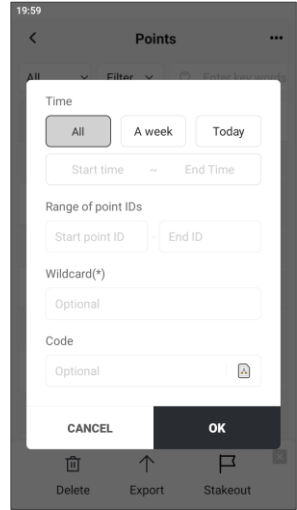 19:59
Points
All Filter Enter keywords
Time
All A week Today
Start time ~ End Time
Range of point IDs
Start point ID - End ID
Wildcard(*)
Optional
Code
Optional
CANCEL OK
Delete Export Stakeout